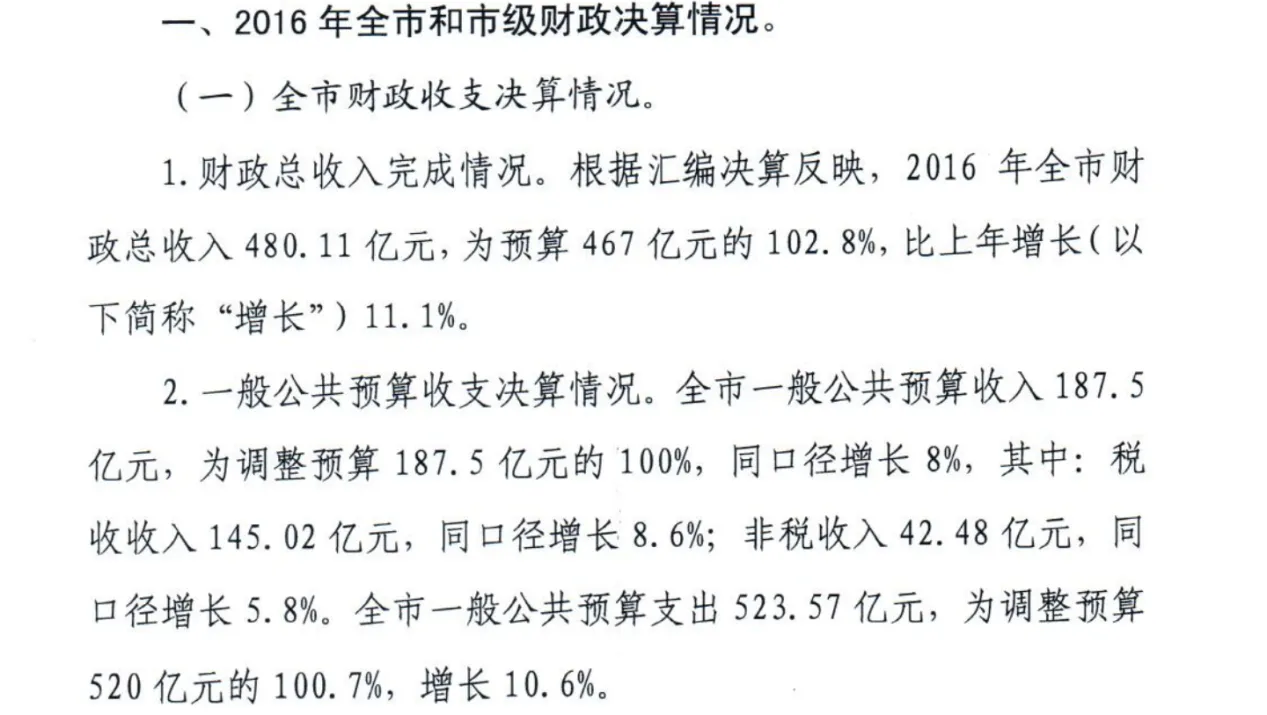 一、2016 年全市和市级财政决算情况。
（一）全市财政收支决算情况。
1.财政总收入完成情况。根据汇编决算反映，2016 年全市财
政总收入 480.11 亿元，为预算 467 亿元的 102.8%，比上年增长（以
下简称“增长”）11.1%。
2.一般公共预算收支决算情况。全市一般公共预算收入 187.5
亿元，为调整预算 187.5 亿元的 100%，同口径增长 8%，其中：税
收收入 145.02 亿元，同口径增长 8.6%；非税收入 42.48 亿元，同
口径增长 5.8%。全市一般公共预算支出 523.57 亿元，为调整预算
520 亿元的 100.7%，增长 10.6%。